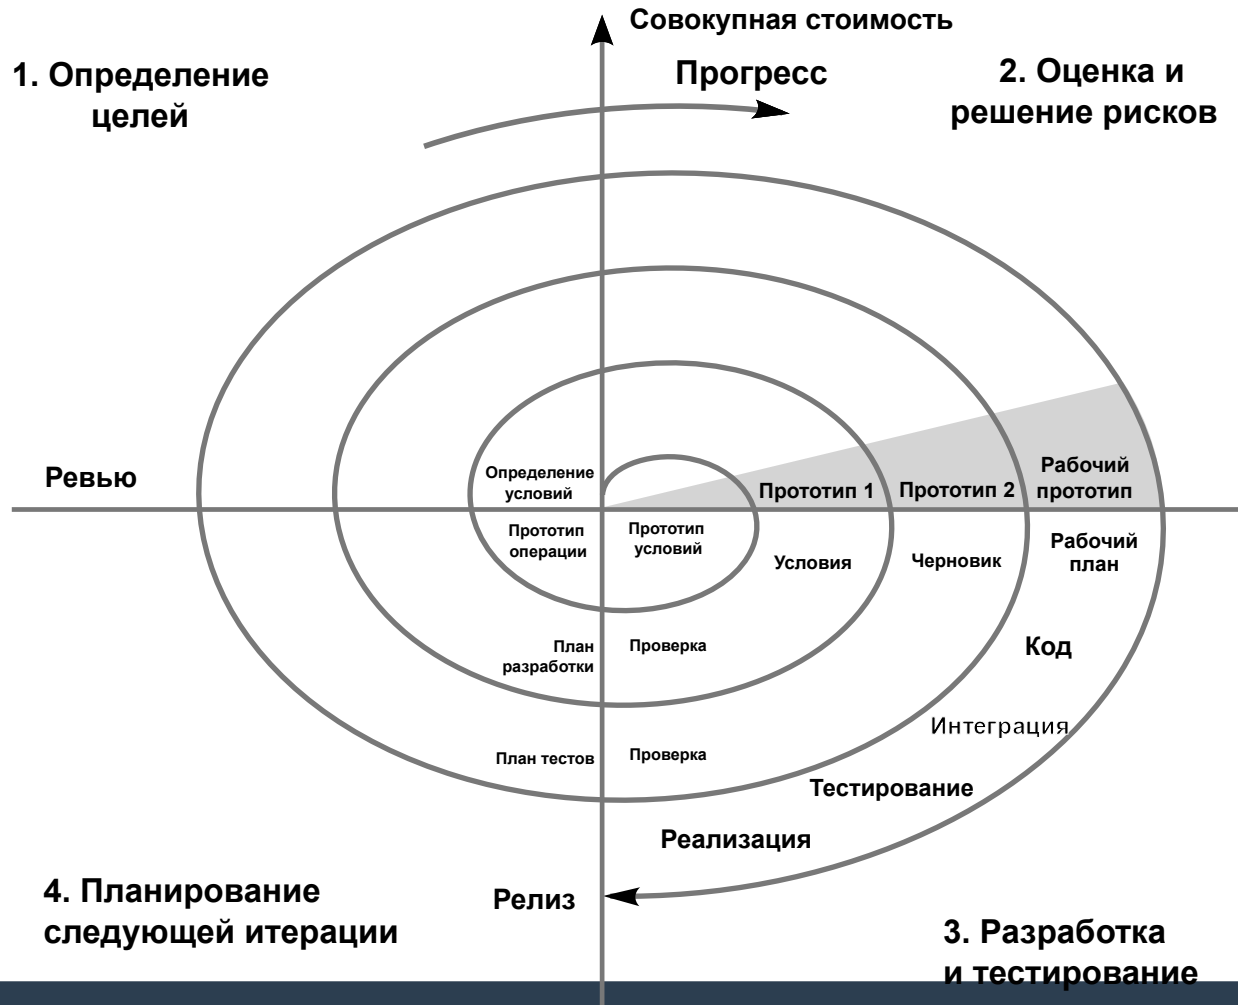 Совокупная стоимость
1. Определение
целей
Прогресс
2. Оценка и
решение рисков
Ревью
Определение
условий
Прототип 1
Прототип 2
Рабочий
прототип
Прототип
операции
Прототип
условий
Условия
Черновик
Рабочий
план
План
разработки
Проверка
Код
Интеграция
План тестов
Проверка
Тестирование
Реализация
4. Планирование
следующей итерации
Релиз
3. Разработка
и тестирование